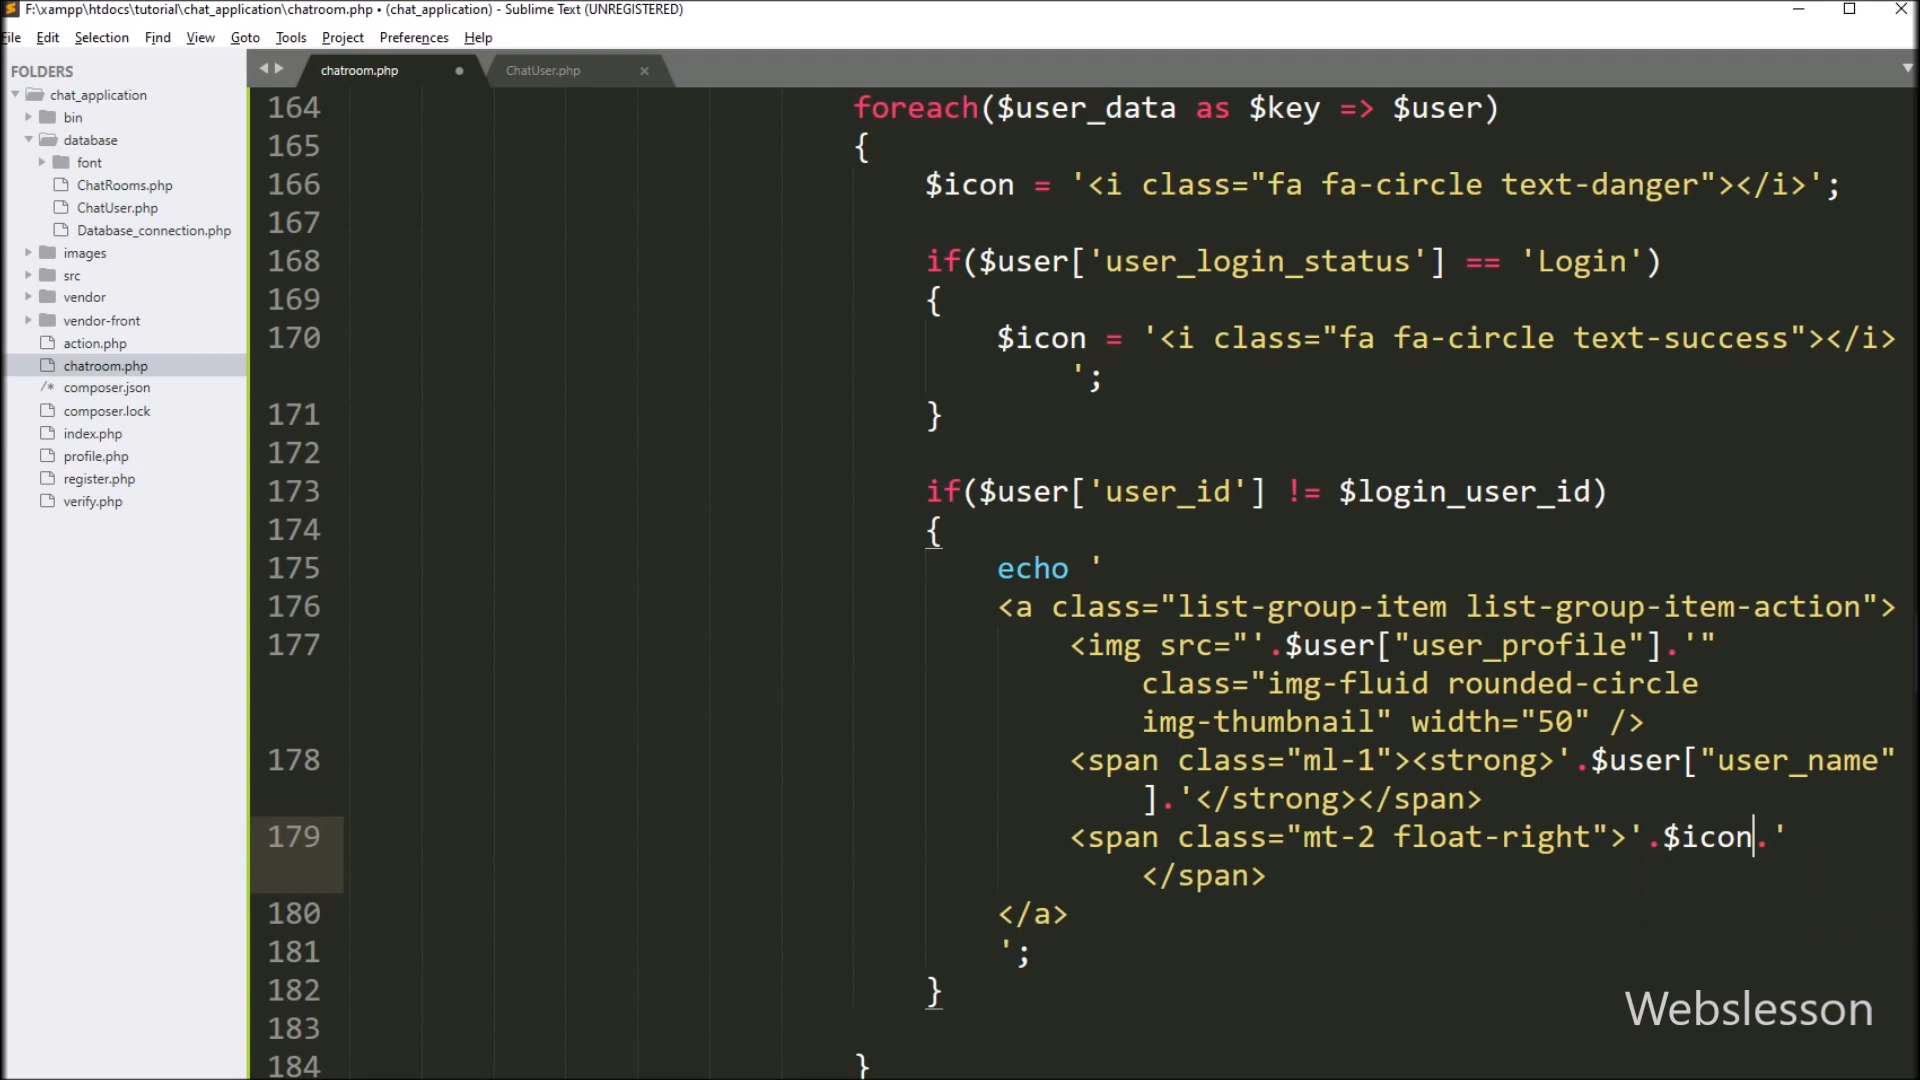 F:\xampp\htdocs\tutorial\chat_application\chatroom.php • (chat_application) - Sublime Text (UNREGISTERED)
File Edit Selection Find View Goto Tools Project Preferences Help
FOLDERS
chat_application
bin
database
font
ChatRooms.php
ChatUser.php
Database_connection.php
images
src
vendor
vendor-front
action.php
chatroom.php
/* composer.json
composer.lock
index.php
profile.php
register.php
verify.php
chatroom.php ChatUser.php
164 foreach($user_data as $key => $user)
165 {
166 $icon = '<i class="fa fa-circle text-danger"></i>';
167
168 if($user['user_login_status'] == 'Login')
169 {
170 $icon = '<i class="fa fa-circle text-success"></i>
';
171 }
172
173 if($user['user_id'] != $login_user_id)
174 {
175 echo '
176 <a class="list-group-item list-group-item-action">
177 <img src="'.$user["user_profile"].'"
class="img-fluid rounded-circle
img-thumbnail" width="50" />
178 <span class="ml-1"><strong>'.$user["user_name"
].'</strong></span>
179 <span class="mt-2 float-right">'.$icon.'
</span>
180 </a>
181 ';
182 }
183
184 }
Webslesson